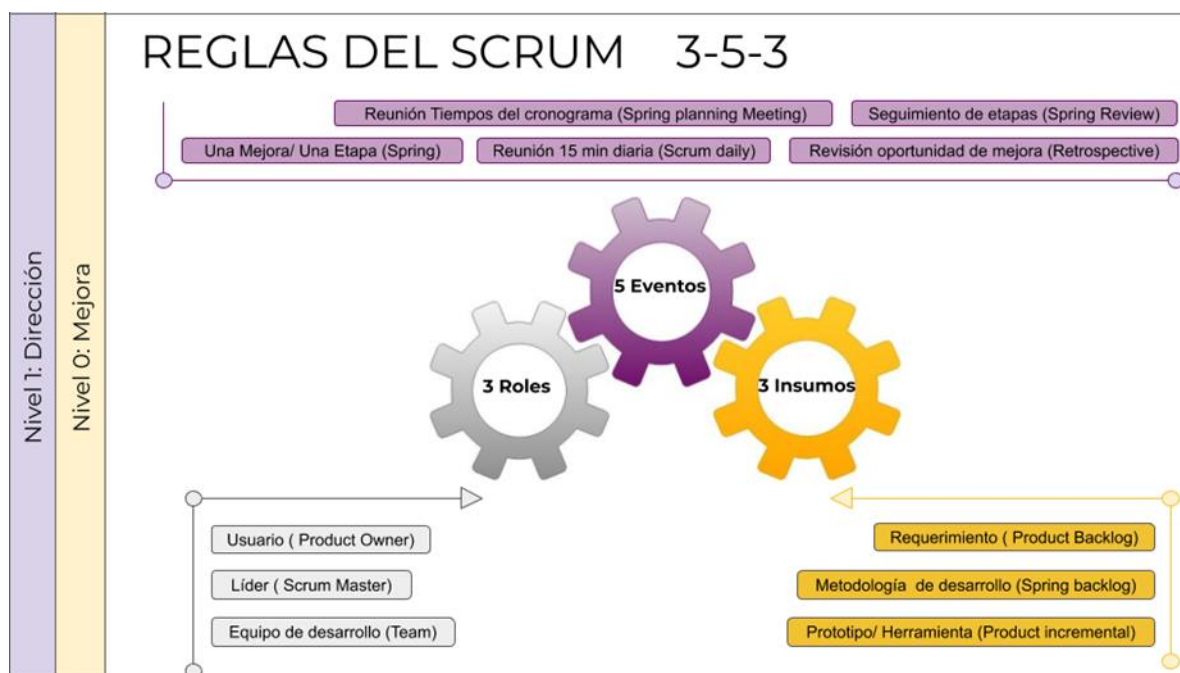 REGLAS DEL SCRUM 3-5-3
Reunión Tiempos del cronograma (Spring planning Meeting)
Seguimiento de etapas (Spring Review)
Una Mejora/ Una Etapa (Spring)
Reunión 15 min diaria (Scrum daily)
Revisión oportunidad de mejora (Retrospective)
Nivel 1: Dirección
Nivel 0: Mejora
5 Eventos
3 Roles
3 Insumos
Usuario ( Product Owner)
Líder ( Scrum Master)
Equipo de desarrollo (Team)
Requerimiento ( Product Backlog)
Metodología de desarrollo (Spring backlog)
Prototipo/ Herramienta (Product incremental)